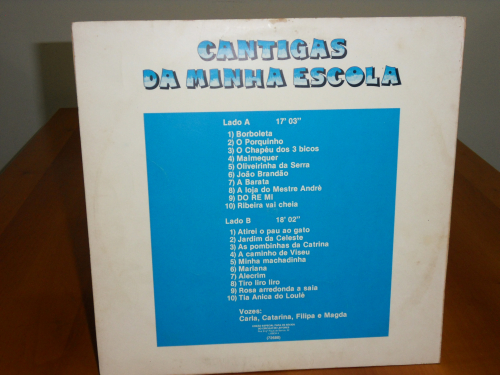 CANTIGAS
DA MINHA ESCOLA
Lado A 17' 03"
1) Borboleta
2) O Porquinho
3) O Chapéu dos 3 bicos
4) Malmequer
5) Oliveirinha da Serra
6) João Brandão
7) A Barata
8) A loja do Mestre André
9) DO RE MI
10) Ribeira vai cheia
Lado B 18' 02"
1) Atirei o pau ao gato
2) Jardim da Celeste
3) As pombinhas da Catrina
4) A caminho de Viseu
5) Minha machadinha
6) Mariana
7) Alecrim
8) Tiro liro liro
9) Rosa arredonda a saia
10) Tia Anica do Loulé
Vozes:
Carla, Catarina, Filipa e Magda